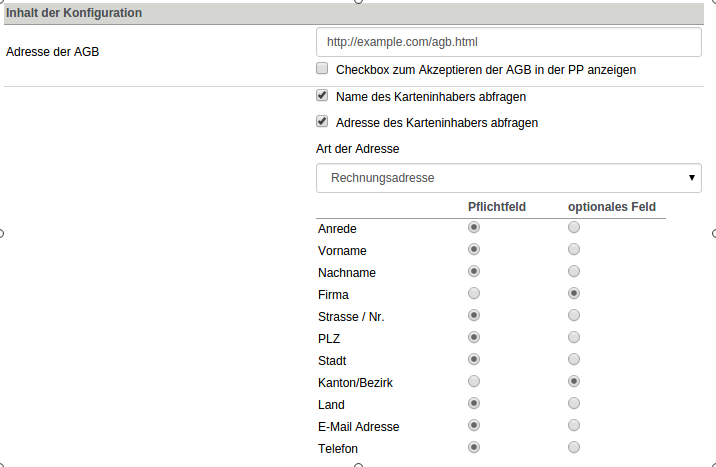 Inhalt der Konfiguration
Adresse der AGB
http://example.com/agb.html
Checkbox zum Akzeptieren der AGB in der PP anzeigen
Name des Karteninhabers abfragen
Adresse des Karteninhabers abfragen
Art der Adresse
Rechnungsadresse
Pflichtfeld optionales Feld
Anrede
Vorname
Nachname
Firma
Strasse / Nr.
PLZ
Stadt
Kanton/Bezirk
Land
E-Mail Adresse
Telefon